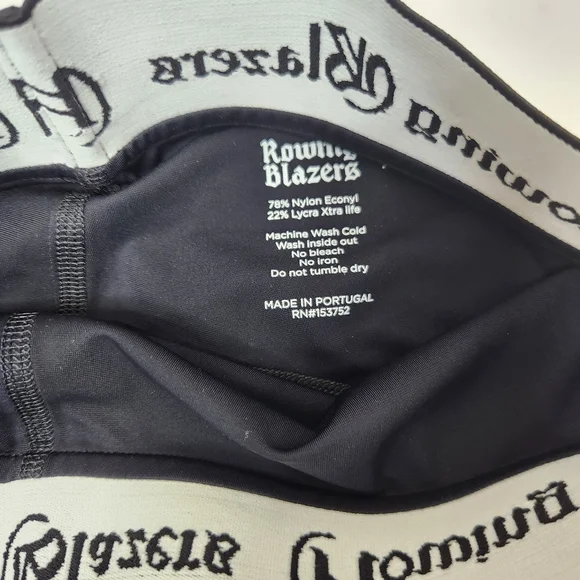 Rowing Blazers
Rowing
Blazers
78% Nylon Econyl
22% Lycra Xtra life
Machine Wash Cold
Wash inside out
No bleach
No iron
Do not tumble dry
MADE IN PORTUGAL
RN#153752
Blazers Rowing